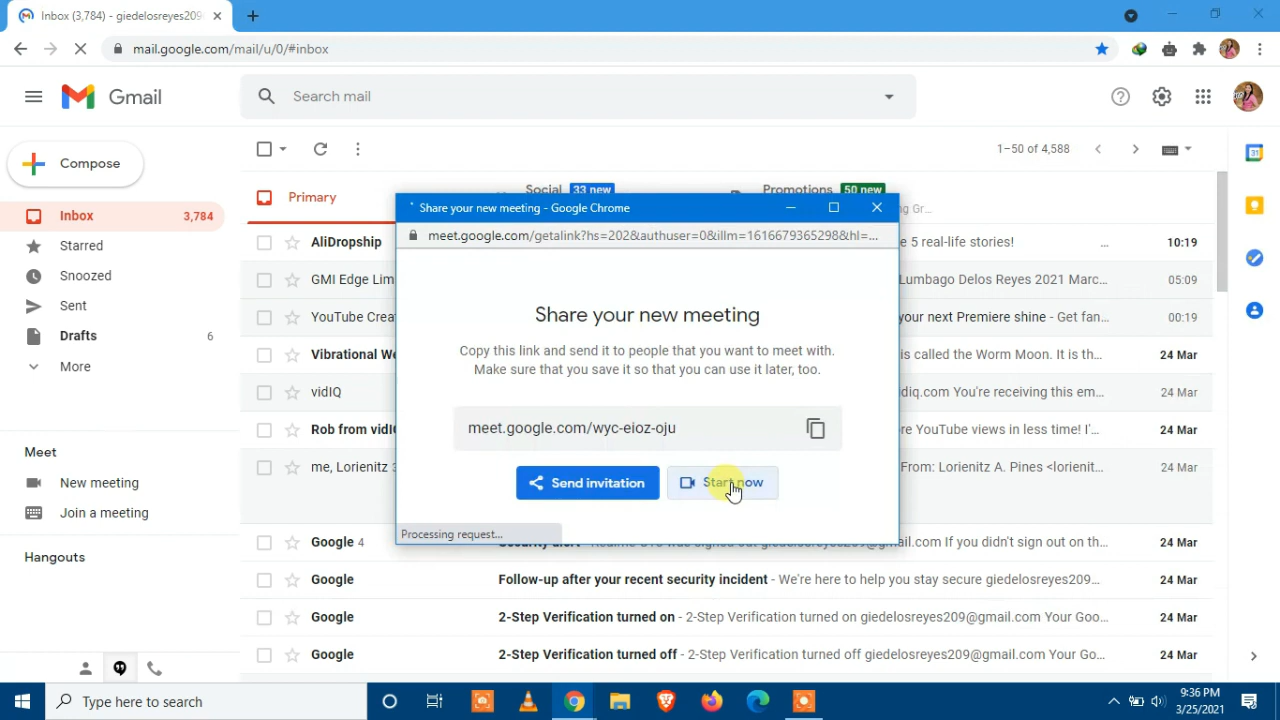 Inbox (3,784) - giedelosreyes209
mail.google.com/mail/u/0/#inbox
Gmail
Search mail
Compose
1–50 of 4,588
Inbox 3,784
Starred
Snoozed
Sent
Drafts 6
More
Meet
New meeting
Join a meeting
Hangouts
Primary
Social 33 new
Promotions 50 new
ng Gr...
AliDropship e 5 real-life stories! ... 10:19
GMI Edge Lim Lumbago Delos Reyes 2021 Marc... 05:09
YouTube Crea your next Premiere shine - Get fan... 00:19
Vibrational We is called the Worm Moon. It is th... 24 Mar
vidIQ idiq.com You're receiving this em... 24 Mar
Rob from vidI e YouTube views in less time! I'... 24 Mar
me, Lorienitz From: Lorienitz A. Pines <lorienit... 24 Mar
Share your new meeting - Google Chrome
meet.google.com/getalink?hs=202&authuser=0&illm=1616679365298&hl=...
Share your new meeting
Copy this link and send it to people that you want to meet with.
Make sure that you save it so that you can use it later, too.
meet.google.com/wyc-eioz-oju
Send invitation
Start now
Processing request...
Google 4 gmail.com If you didn't sign out on th... 24 Mar
Google Follow-up after your recent security incident - We're here to help you stay secure giedelosreyes209... 24 Mar
Google 2-Step Verification turned on - 2-Step Verification turned on giedelosreyes209@gmail.com Your Goo... 24 Mar
Google 2-Step Verification turned off - 2-Step Verification turned off giedelosreyes209@gmail.com Your Go... 24 Mar
Type here to search
9:36 PM
3/25/2021